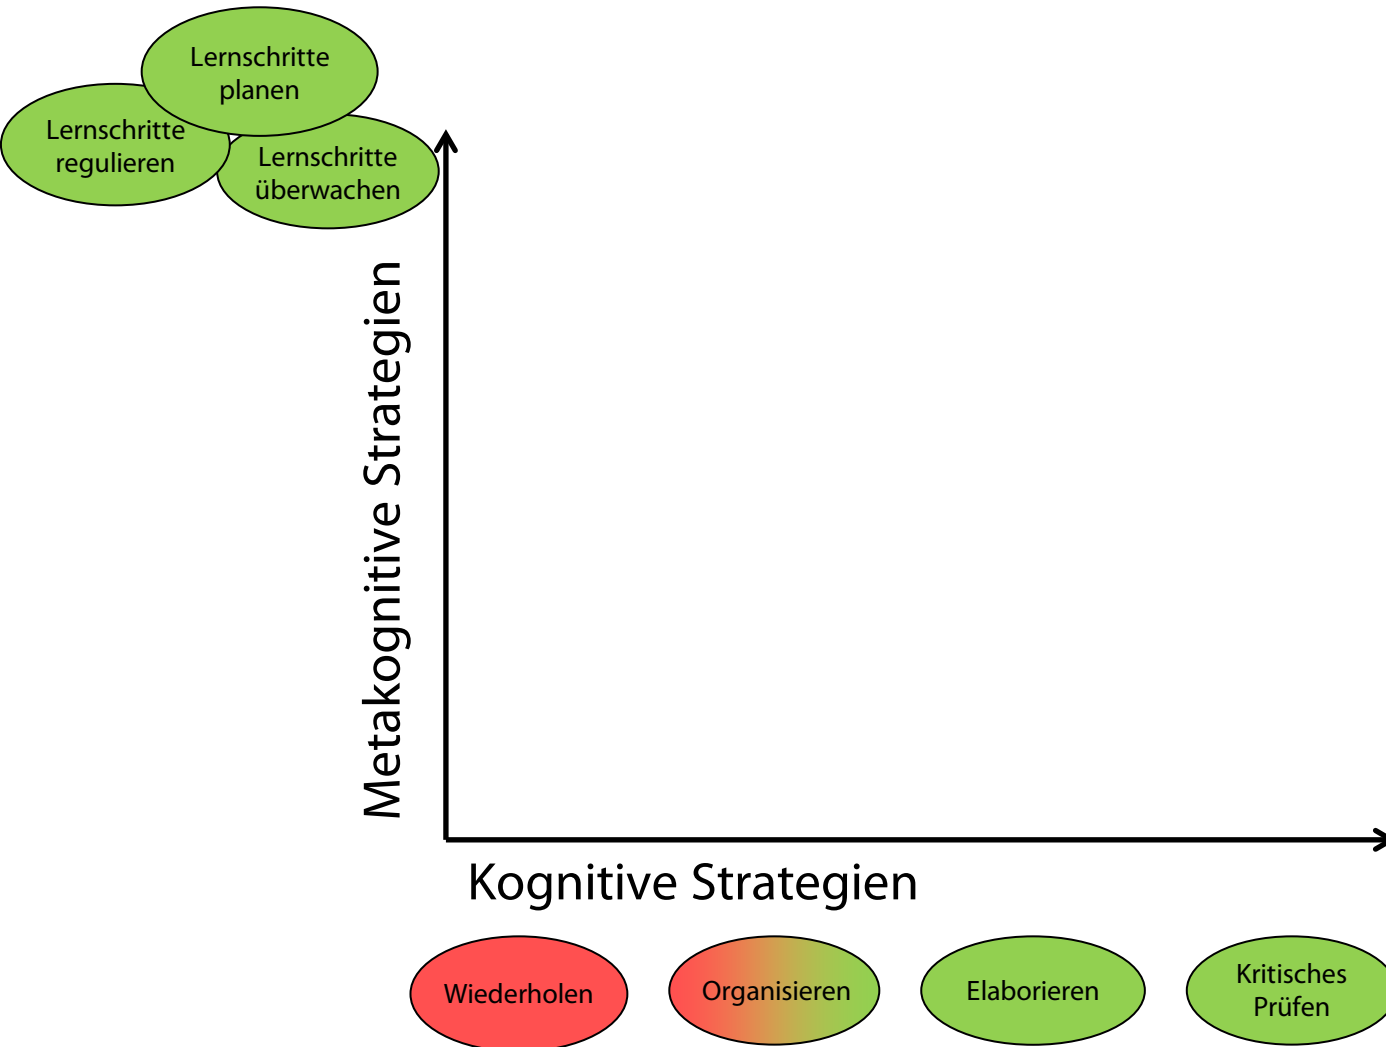 Lernschritte
planen
Lernschritte
regulieren
Lernschritte
überwachen
Metakognitive Strategien
Kognitive Strategien
Wiederholen
Organisieren
Elaborieren
Kritisches
Prüfen